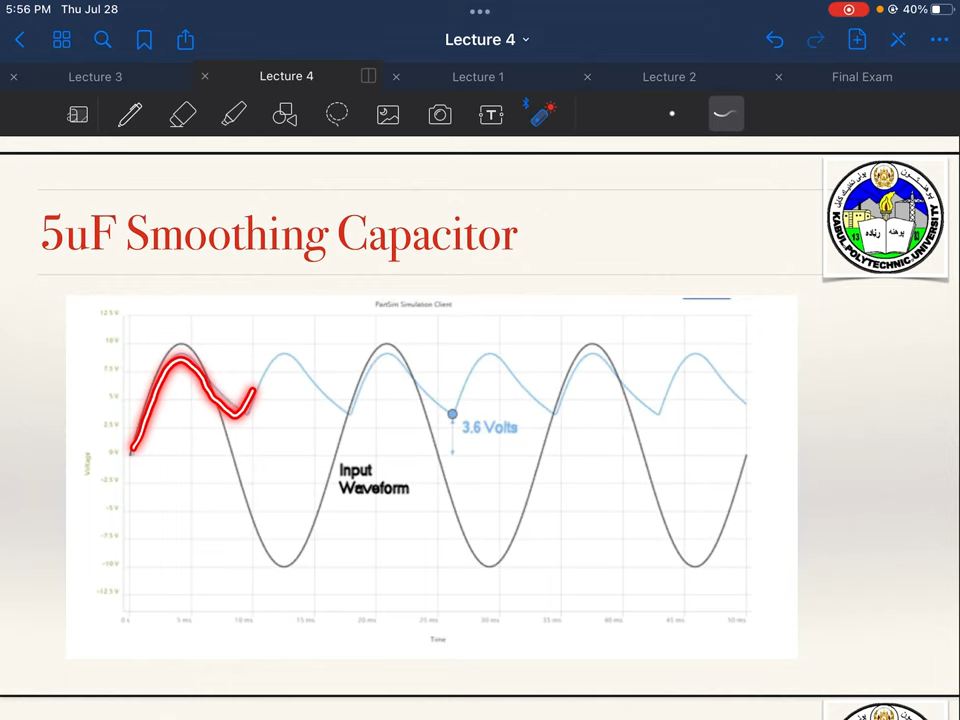 5:56 PM Thu Jul 28
40%
Lecture 4
Lecture 3
Lecture 4
Lecture 1
Lecture 2
Final Exam
T
5uF Smoothing Capacitor
KABUL POLYTECHNIC UNIVERSITY
PartSim Simulation Client
12.5 V
10 V
7.5 V
5 V
2.5 V
0 V
-2.5 V
-5 V
-7.5 V
-10 V
-12.5 V
Voltage
3.6 Volts
Input
Waveform
0 s
5 ms
10 ms
15 ms
20 ms
25 ms
30 ms
35 ms
40 ms
45 ms
50 ms
Time